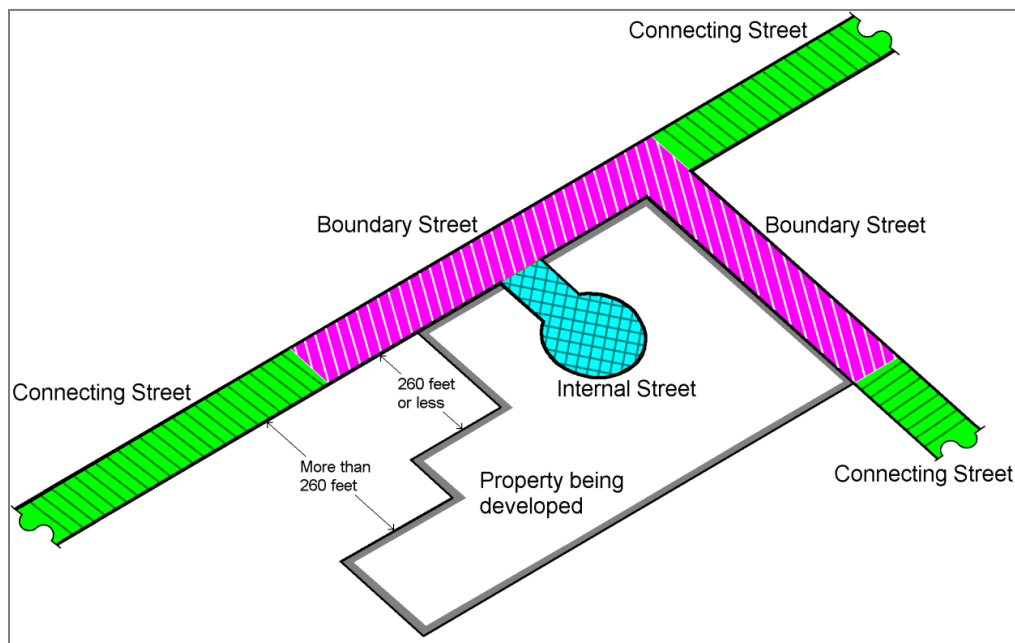 Connecting Street
Boundary Street
Boundary Street
Connecting Street
260 feet
or less
Internal Street
More than
260 feet
Property being
developed
Connecting Street